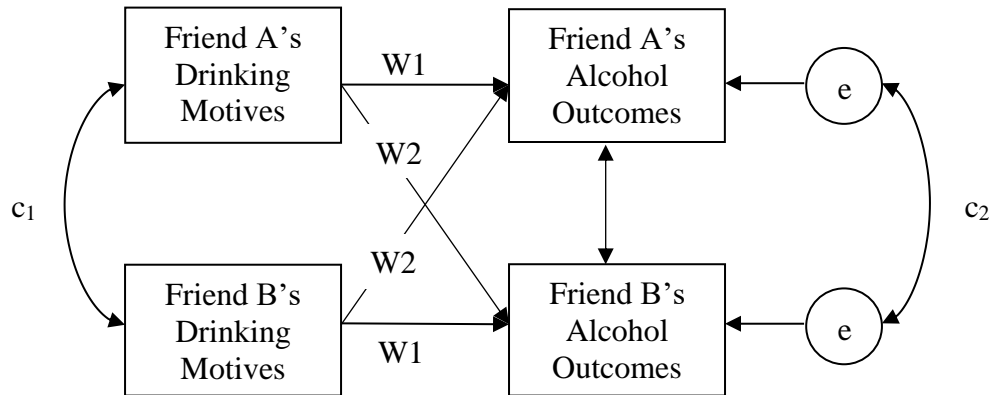 Friend A’s
Drinking
Motives
W1
Friend A’s
Alcohol
Outcomes
e
W2
c1
c2
W2
Friend B’s
Drinking
Motives
W1
Friend B’s
Alcohol
Outcomes
e